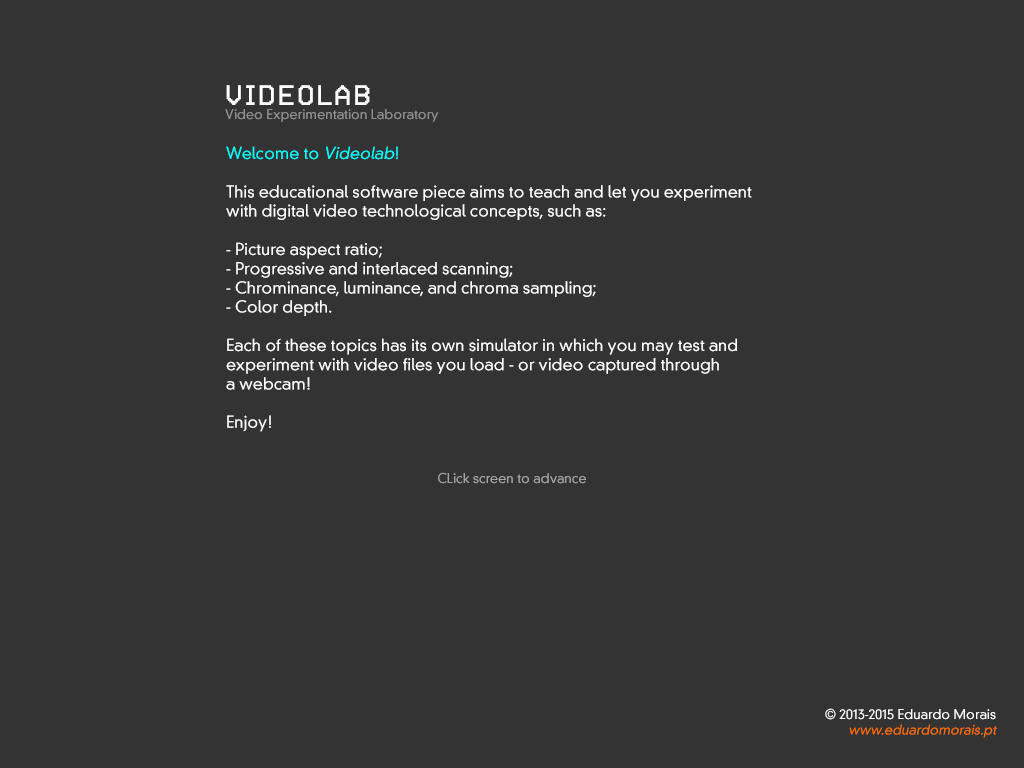 VIDEOLAB
Video Experimentation Laboratory
Welcome to Videolab!
This educational software piece aims to teach and let you experiment
with digital video technological concepts, such as:
- Picture aspect ratio;
- Progressive and interlaced scanning;
- Chrominance, luminance, and chroma sampling;
- Color depth.
Each of these topics has its own simulator in which you may test and
experiment with video files you load - or video captured through
a webcam!
Enjoy!
CLick screen to advance
© 2013-2015 Eduardo Morais
www.eduardomorais.pt